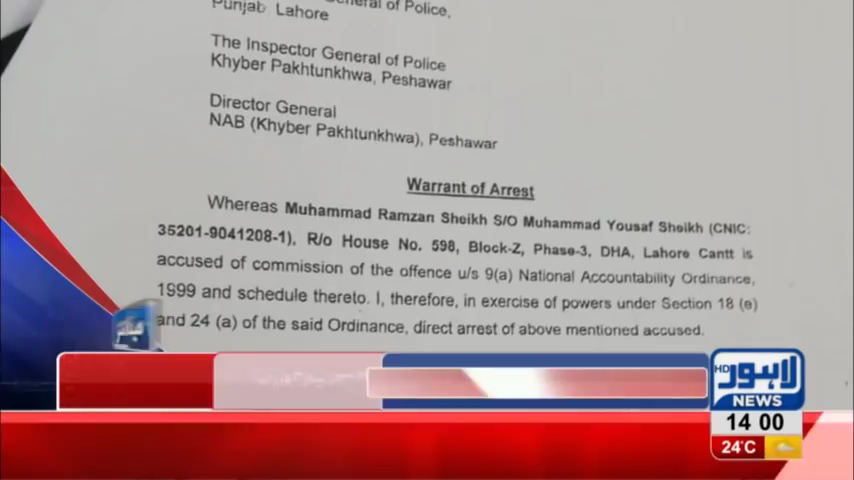 General of Police,
Punjab Lahore
The Inspector General of Police
Khyber Pakhtunkhwa, Peshawar
Director General
NAB (Khyber Pakhtunkhwa), Peshawar
Warrant of Arrest
Whereas Muhammad Ramzan Sheikh S/O Muhammad Yousaf Sheikh (CNIC:
35201-9041208-1), R/o House No. 598, Block-Z, Phase-3, DHA, Lahore Cantt is
accused of commission of the offence u/s 9(a) National Accountability Ordinance,
1999 and schedule thereto. I, therefore, in exercise of powers under Section 18 (e)
and 24 (a) of the said Ordinance, direct arrest of above mentioned accused.
HD لاہور
NEWS
14 00
24°C